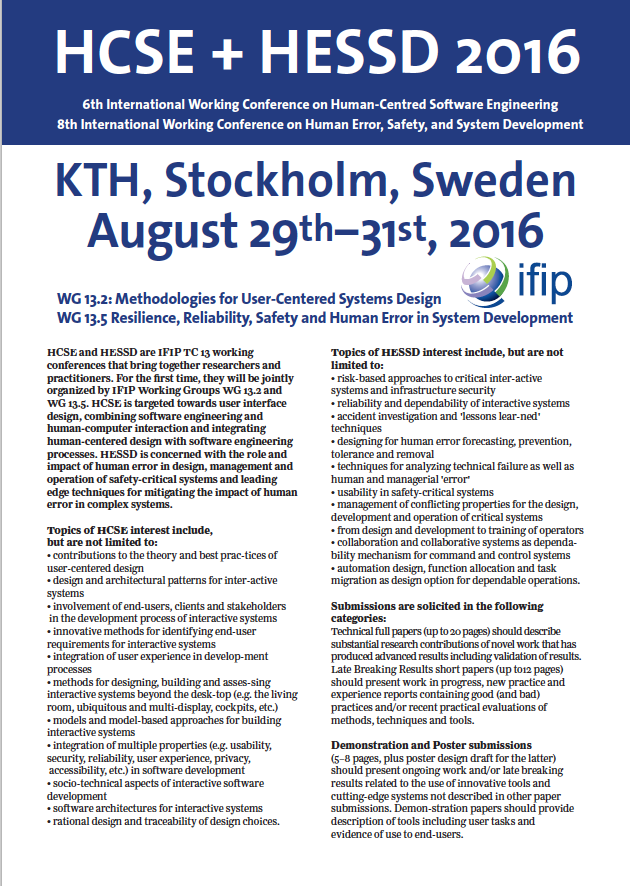 HCSE + HESSD 2016
6th International Working Conference on Human-Centred Software Engineering
8th International Working Conference on Human Error, Safety, and System Development
KTH, Stockholm, Sweden
August 29th–31st, 2016
ifip
WG 13.2: Methodologies for User-Centered Systems Design
WG 13.5 Resilience, Reliability, Safety and Human Error in System Development
HCSE and HESSD are IFIP TC 13 working
conferences that bring together researchers and
practitioners. For the first time, they will be jointly
organized by IFIP Working Groups WG 13.2 and
WG 13.5. HCSE is targeted towards user interface
design, combining software engineering and
human-computer interaction and integrating
human-centered design with software engineering
processes. HESSD is concerned with the role and
impact of human error in design, management and
operation of safety-critical systems and leading
edge techniques for mitigating the impact of human
error in complex systems.
Topics of HCSE interest include,
but are not limited to:
• contributions to the theory and best prac-tices of
user-centered design
• design and architectural patterns for inter-active
systems
• involvement of end-users, clients and stakeholders
in the development process of interactive systems
• innovative methods for identifying end-user
requirements for interactive systems
• integration of user experience in develop-ment
processes
• methods for designing, building and asses-sing
interactive systems beyond the desk-top (e.g. the living
room, ubiquitous and multi-display, cockpits, etc.)
• models and model-based approaches for building
interactive systems
• integration of multiple properties (e.g. usability,
security, reliability, user experience, privacy,
accessibility, etc.) in software development
• socio-technical aspects of interactive software
development
• software architectures for interactive systems
• rational design and traceability of design choices.
Topics of HESSD interest include, but are not
limited to:
• risk-based approaches to critical inter-active
systems and infrastructure security
• reliability and dependability of interactive systems
• accident investigation and 'lessons lear-ned'
techniques
• designing for human error forecasting, prevention,
tolerance and removal
• techniques for analyzing technical failure as well as
human and managerial 'error'
• usability in safety-critical systems
• management of conflicting properties for the design,
development and operation of critical systems
• from design and development to training of operators
• collaboration and collaborative systems as dependa-
bility mechanism for command and control systems
• automation design, function allocation and task
migration as design option for dependable operations.
Submissions are solicited in the following
categories:
Technical full papers (up to 20 pages) should describe
substantial research contributions of novel work that has
produced advanced results including validation of results.
Late Breaking Results short papers (up to12 pages)
should present work in progress, new practice and
experience reports containing good (and bad)
practices and/or recent practical evaluations of
methods, techniques and tools.
Demonstration and Poster submissions
(5–8 pages, plus poster design draft for the latter)
should present ongoing work and/or late breaking
results related to the use of innovative tools and
cutting-edge systems not described in other paper
submissions. Demon-stration papers should provide
description of tools including user tasks and
evidence of use to end-users.